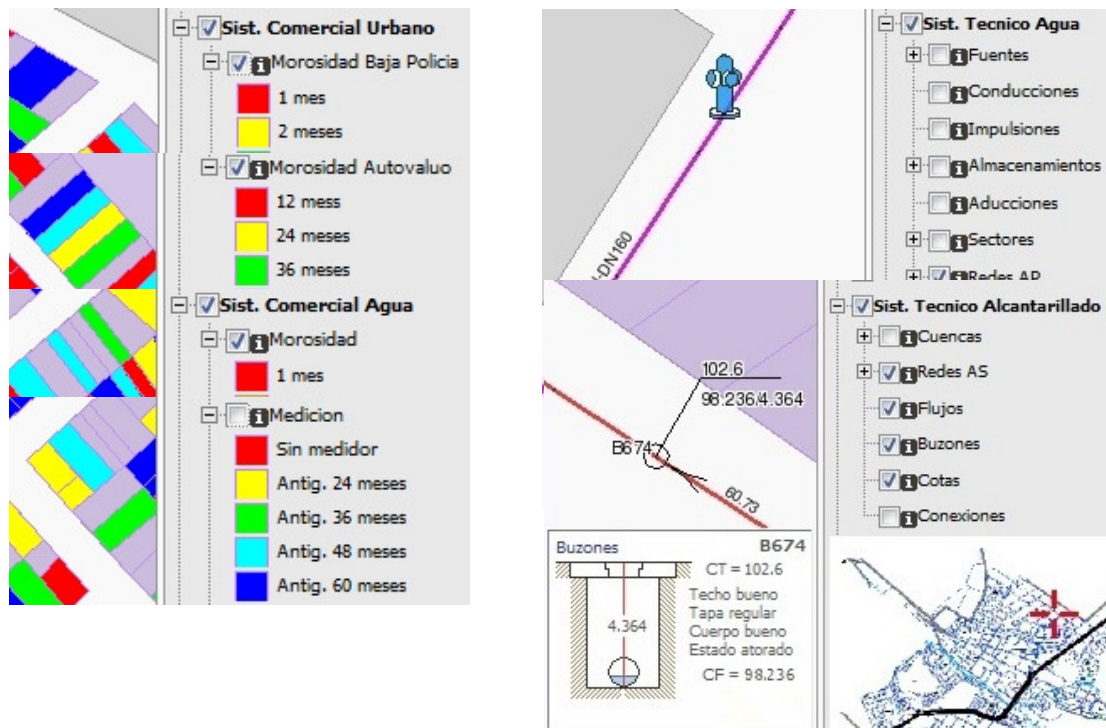 Sist. Comercial Urbano
Morosidad Baja Policia
1 mes
2 meses
Morosidad Autovaluo
12 mess
24 meses
36 meses
Sist. Comercial Agua
Morosidad
1 mes
Medicion
Sin medidor
Antig. 24 meses
Antig. 36 meses
Antig. 48 meses
Antig. 60 meses
-DN160
Sist. Tecnico Agua
Fuentes
Conducciones
Impulsiones
Almacenamientos
Aducciones
Sectores
Redes AP
102.6
98.236/4.364
B674
60.73
Sist. Tecnico Alcantarillado
Cuencas
Redes AS
Flujos
Buzones
Cotas
Conexiones
Buzones B674
CT = 102.6
Techo bueno
Tapa regular
Cuerpo bueno
Estado atorado
CF = 98.236
4.364